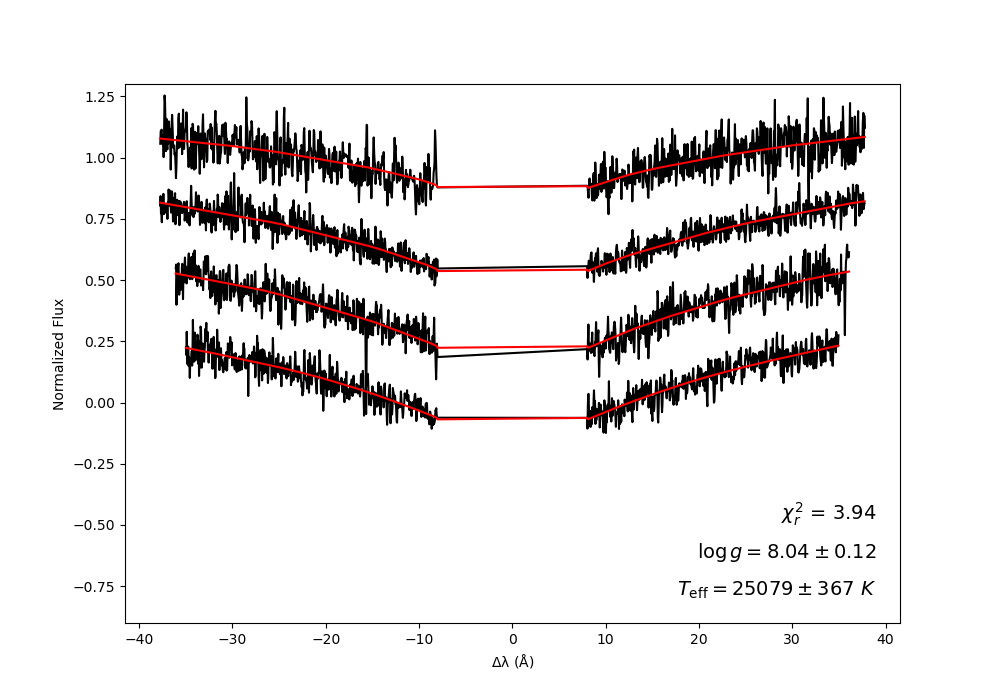 1.25
1.00
0.75
0.50
0.25
0.00
−0.25
−0.50
−0.75
Normalized Flux
χ²ᵣ = 3.94
log g = 8.04 ± 0.12
T_eff = 25079 ± 367 K
−40 −30 −20 −10 0 10 20 30 40
Δλ (Å)